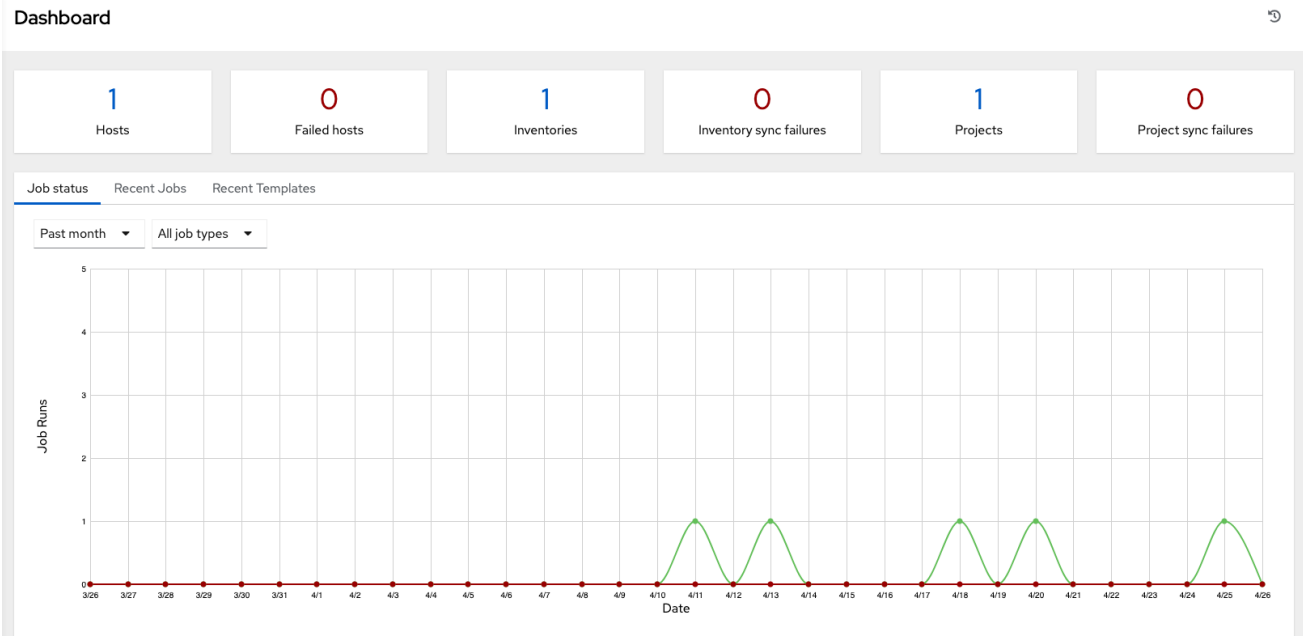 Dashboard
1 0 1 0 1 0
Hosts Failed hosts Inventories Inventory sync failures Projects Project sync failures
Job status Recent Jobs Recent Templates
Past month All job types
5
4
3
2
1
0
Job Runs
3/26 3/27 3/28 3/29 3/30 3/31 4/1 4/2 4/3 4/4 4/5 4/6 4/7 4/8 4/9 4/10 4/11 4/12 4/13 4/14 4/15 4/16 4/17 4/18 4/19 4/20 4/21 4/22 4/23 4/24 4/25 4/26
Date